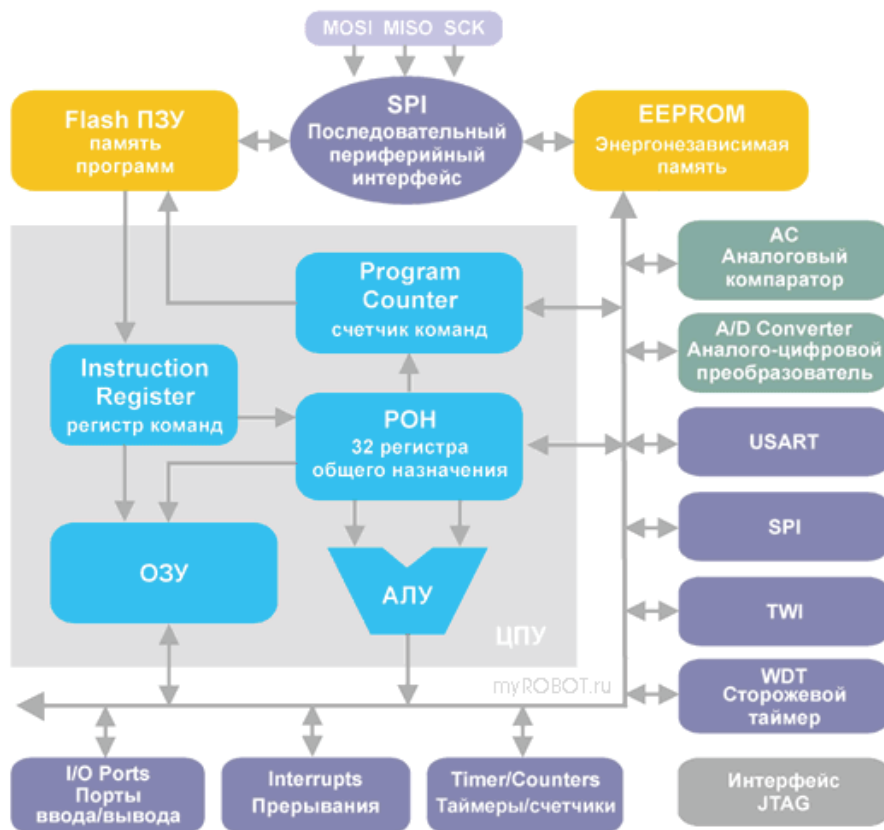 MOSI MISO SCK
SPI
Последовательный
периферийный
интерфейс
Flash ПЗУ
память
программ
EEPROM
Энергонезависимая
память
AC
Аналоговый
компаратор
Program
Counter
счетчик команд
A/D Converter
Аналого-цифровой
преобразователь
Instruction
Register
регистр команд
РОН
32 регистра
общего назначения
USART
SPI
ОЗУ
АЛУ
ЦПУ
TWI
myROBOT.ru
WDT
Сторожевой
таймер
I/O Ports
Порты
ввода/вывода
Interrupts
Прерывания
Timer/Counters
Таймеры/счетчики
Интерфейс
JTAG